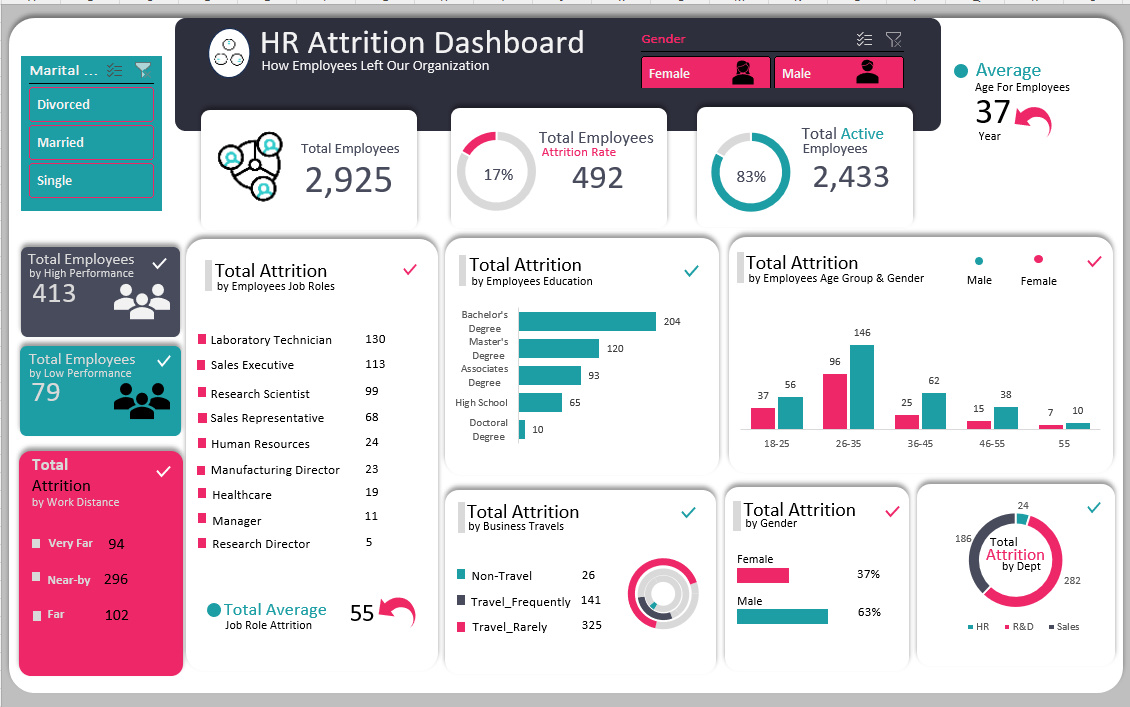 HR Attrition Dashboard
How Employees Left Our Organization
Gender
Female
Male
Marital ...
Divorced
Married
Single
Average
Age For Employees
37
Year
Total Employees
2,925
17%
Total Employees
Attrition Rate
492
83%
Total Active
Employees
2,433
Total Employees
by High Performance
413
Total Employees
by Low Performance
79
Total
Attrition
by Work Distance
Very Far 94
Near-by 296
Far 102
Total Attrition
by Employees Job Roles
Laboratory Technician 130
Sales Executive 113
Research Scientist 99
Sales Representative 68
Human Resources 24
Manufacturing Director 23
Healthcare 19
Manager 11
Research Director 5
Total Average 55
Job Role Attrition
Total Attrition
by Employees Education
Bachelor's
Degree 204
Master's
Degree 120
Associates
Degree 93
High School 65
Doctoral
Degree 10
Total Attrition
by Employees Age Group & Gender
Male
Female
37 56 96 146 25 62 15 38 7 10
18-25 26-35 36-45 46-55 55
Total Attrition
by Business Travels
Non-Travel 26
Travel_Frequently 141
Travel_Rarely 325
Total Attrition
by Gender
Female
37%
Male
63%
24
186
282
Total
Attrition
by Dept
HR R&D Sales